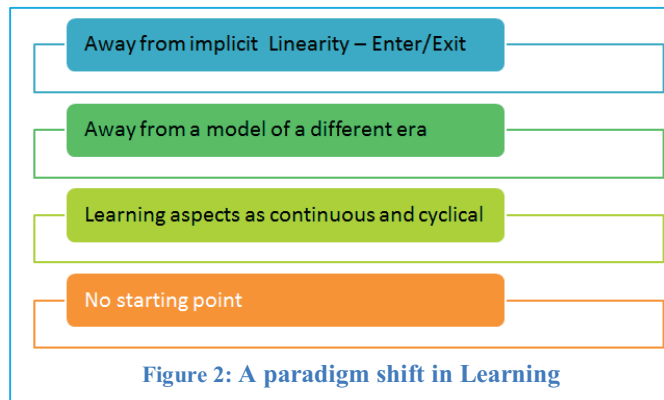 Away from implicit Linearity – Enter/Exit
Away from a model of a different era
Learning aspects as continuous and cyclical
No starting point
Figure 2: A paradigm shift in Learning